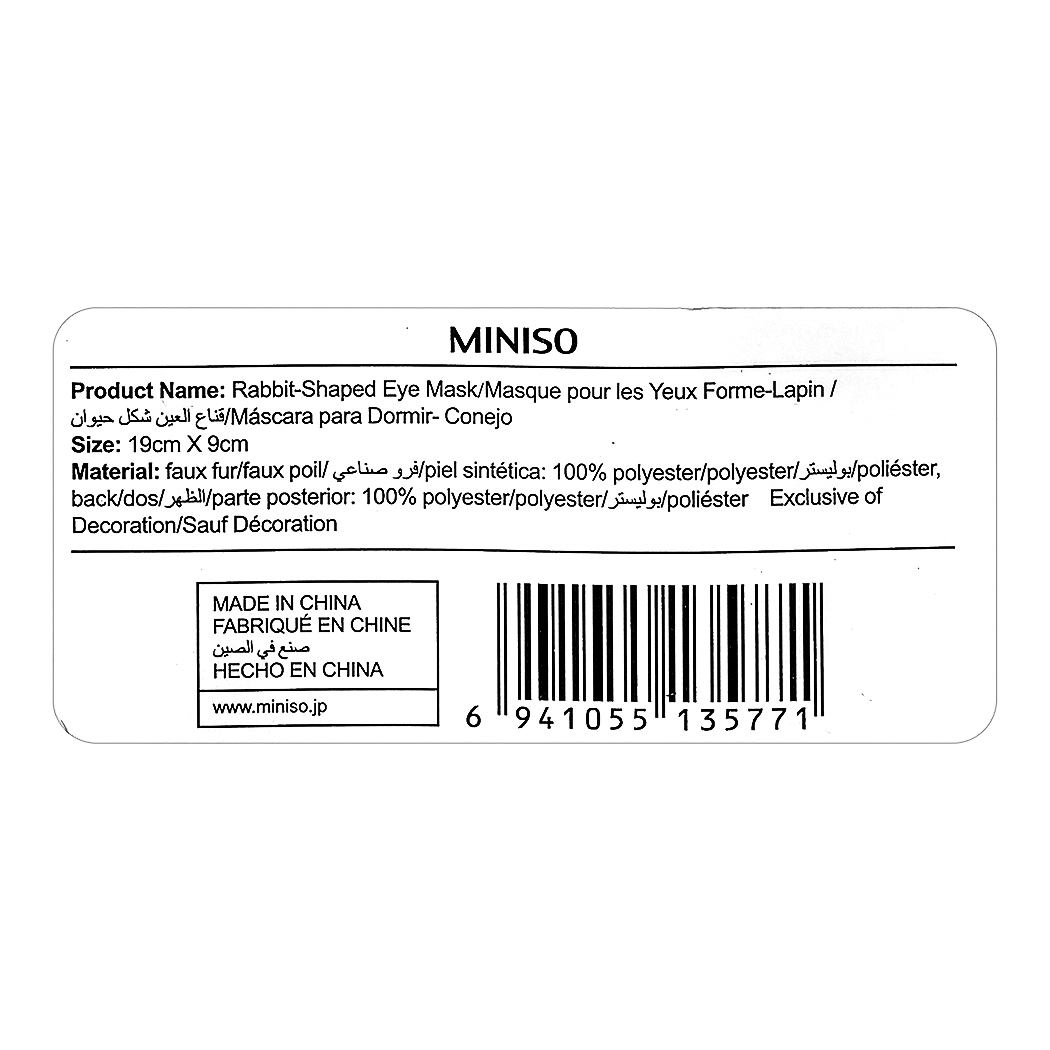 MINISO
Product Name: Rabbit-Shaped Eye Mask/Masque pour les Yeux Forme-Lapin /
قناع العين شكل حيوان/Máscara para Dormir- Conejo
Size: 19cm X 9cm
Material: faux fur/faux poil/ فرو صناعي/piel sintética: 100% polyester/polyester/بوليستر/poliéster,
back/dos/الظهر/parte posterior: 100% polyester/polyester/بوليستر/poliéster Exclusive of
Decoration/Sauf Décoration
MADE IN CHINA
FABRIQUÉ EN CHINE
صنع في الصين
HECHO EN CHINA
www.miniso.jp
6 941055 135771